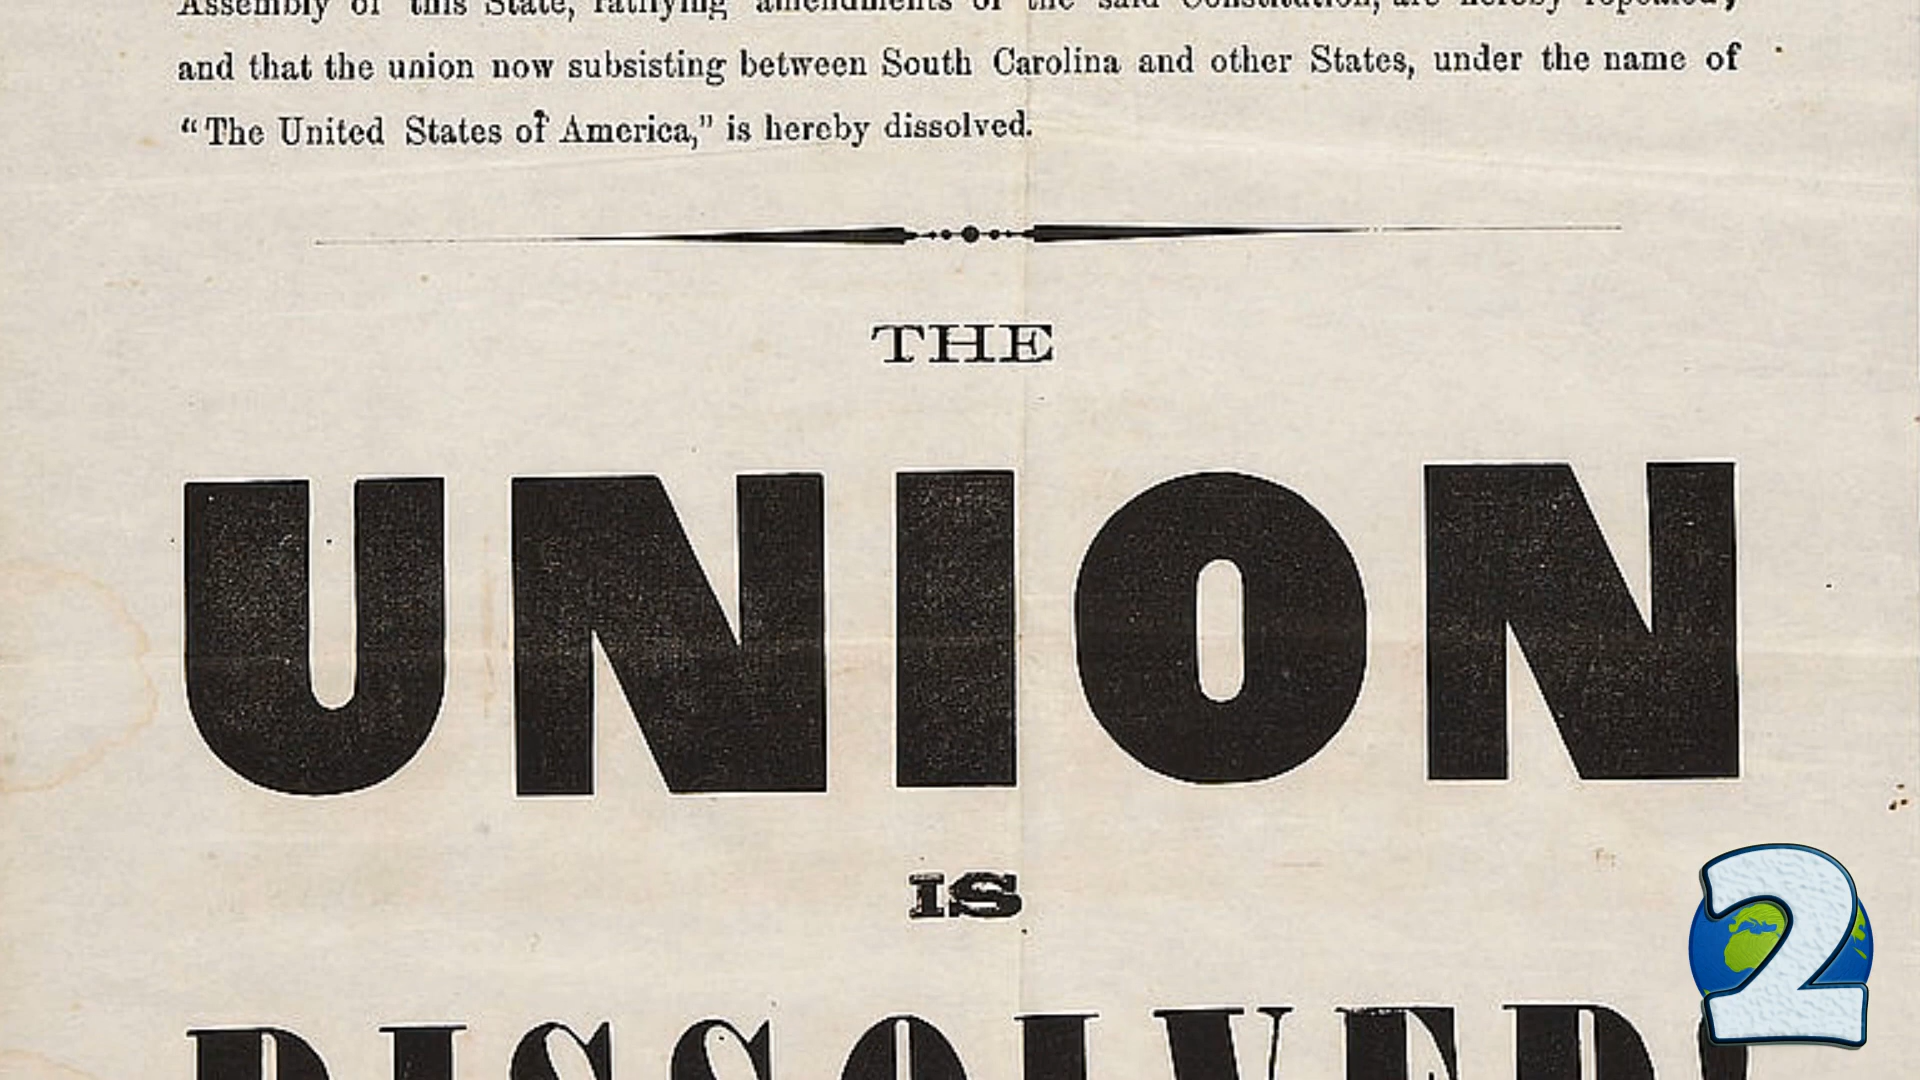 Assembly of this State, ratifying amendments of the said Constitution, are hereby repealed;
and that the union now subsisting between South Carolina and other States, under the name of
“The United States of America,” is hereby dissolved.
THE
UNION
IS
DISSOLVED!
2